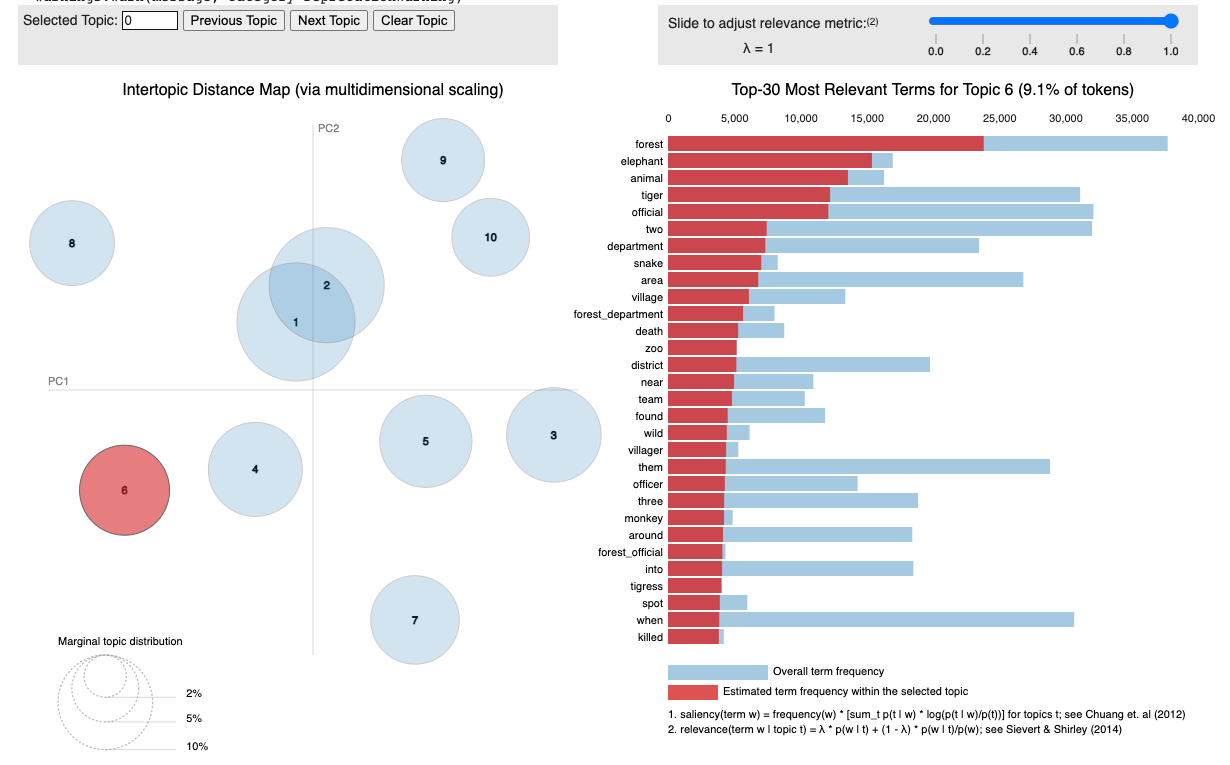 Selected Topic: 0 Previous Topic Next Topic Clear Topic
Slide to adjust relevance metric:(2)
λ = 1
0.0 0.2 0.4 0.6 0.8 1.0
Intertopic Distance Map (via multidimensional scaling)
PC2
PC1
9
8
10
2
1
5
3
4
6
7
Marginal topic distribution
2%
5%
10%
Top-30 Most Relevant Terms for Topic 6 (9.1% of tokens)
0 5,000 10,000 15,000 20,000 25,000 30,000 35,000 40,000
forest
elephant
animal
tiger
official
two
department
snake
area
village
forest_department
death
zoo
district
near
team
found
wild
villager
them
officer
three
monkey
around
forest_official
into
tigress
spot
when
killed
Overall term frequency
Estimated term frequency within the selected topic
1. saliency(term w) = frequency(w) * [sum_t p(t | w) * log(p(t | w)/p(t))] for topics t; see Chuang et. al (2012)
2. relevance(term w | topic t) = λ * p(w | t) + (1 - λ) * p(w | t)/p(w); see Sievert & Shirley (2014)